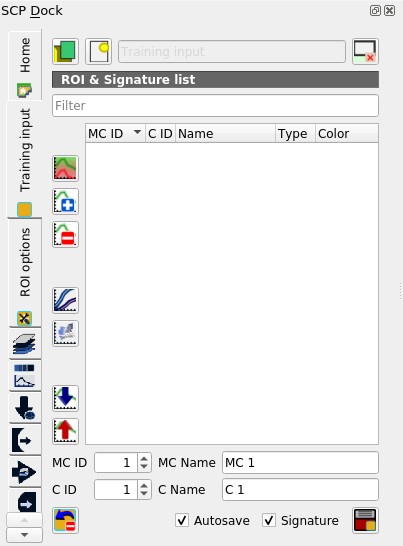 SCP Dock
Home
Training input
ROI options
Training input
ROI & Signature list
Filter
MC ID C ID Name Type Color
MC ID 1 MC Name MC 1
C ID 1 C Name C 1
Autosave Signature